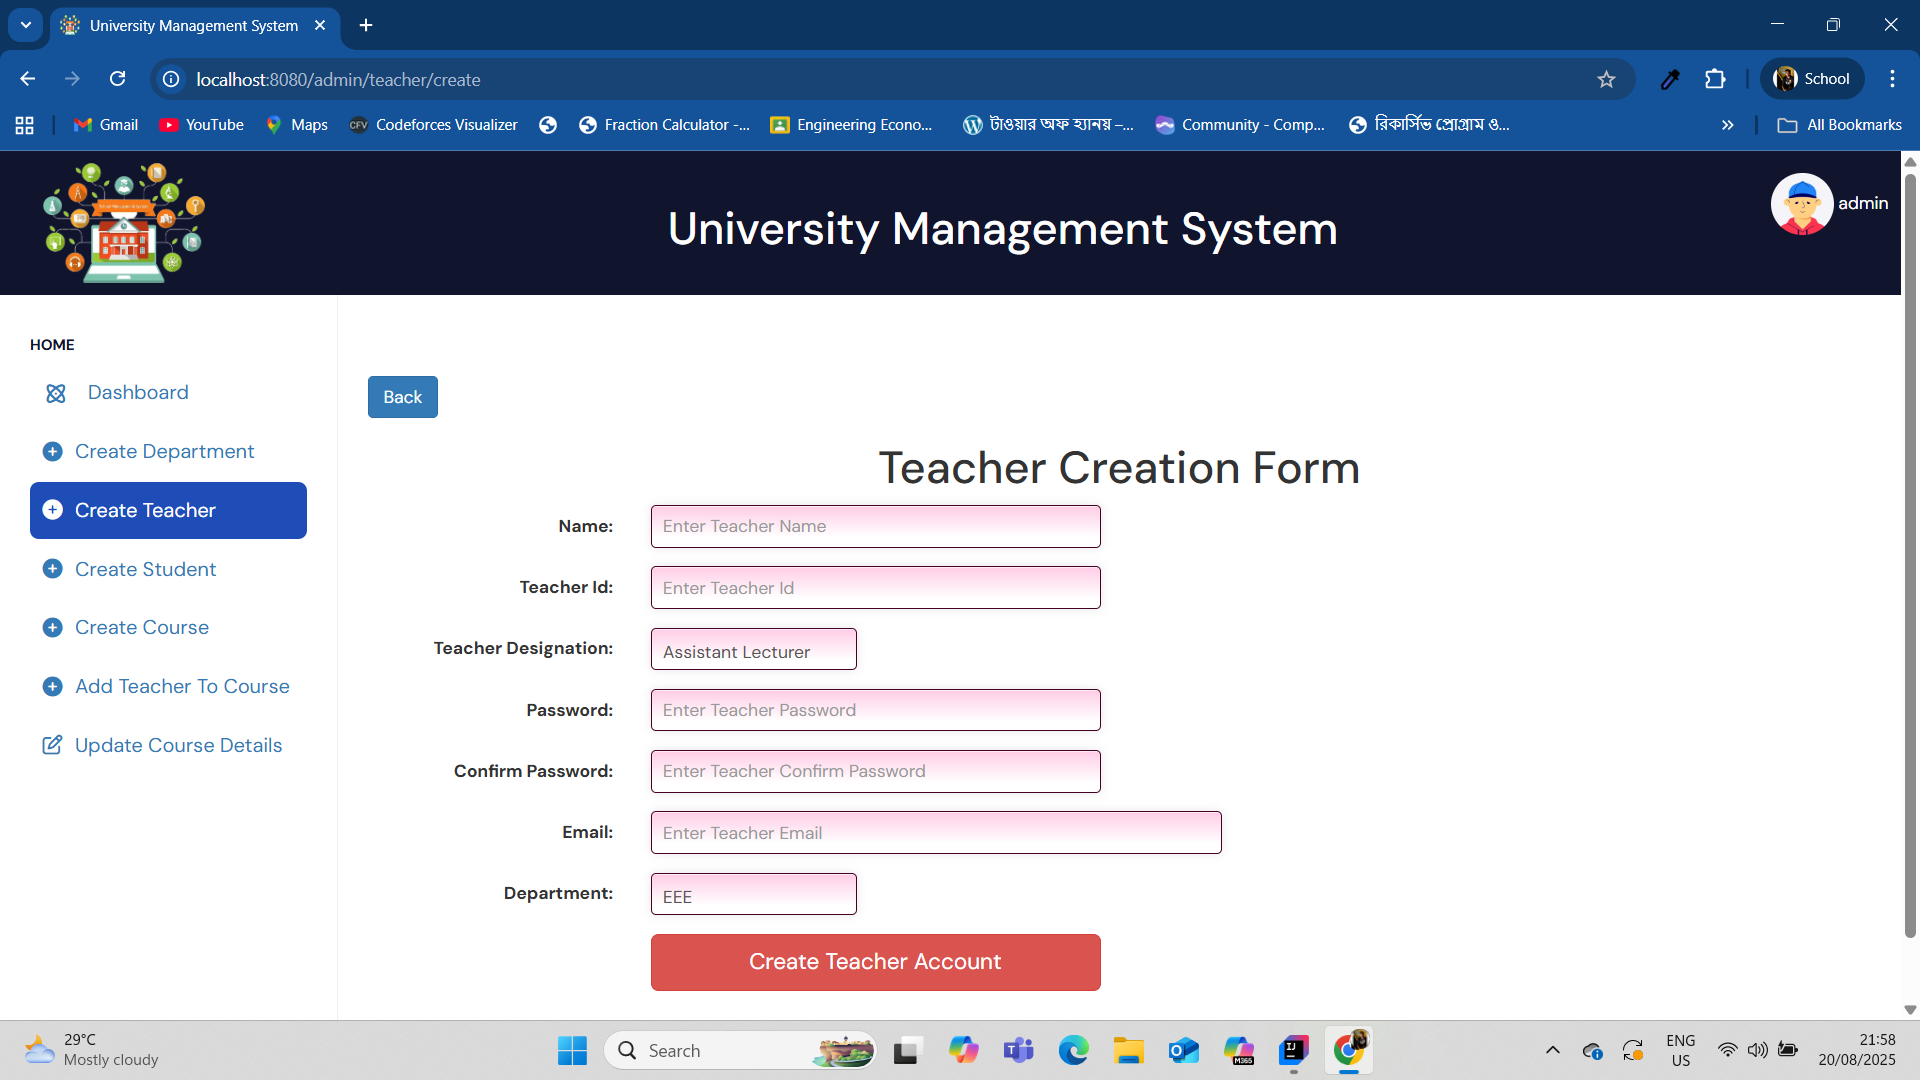 University Management System
localhost:8080/admin/teacher/create
School
Gmail
YouTube
Maps
Codeforces Visualizer
Fraction Calculator -...
Engineering Econo...
টাওয়ার অফ হ্যানয় –...
Community - Comp...
রিকার্সিভ প্রোগ্রাম ও...
All Bookmarks
University Management System
admin
HOME
Dashboard
Create Department
Create Teacher
Create Student
Create Course
Add Teacher To Course
Update Course Details
Back
Teacher Creation Form
Name: Enter Teacher Name
Teacher Id: Enter Teacher Id
Teacher Designation: Assistant Lecturer
Password: Enter Teacher Password
Confirm Password: Enter Teacher Confirm Password
Email: Enter Teacher Email
Department: EEE
Create Teacher Account
29°C
Mostly cloudy
Search
ENG
US
21:58
20/08/2025